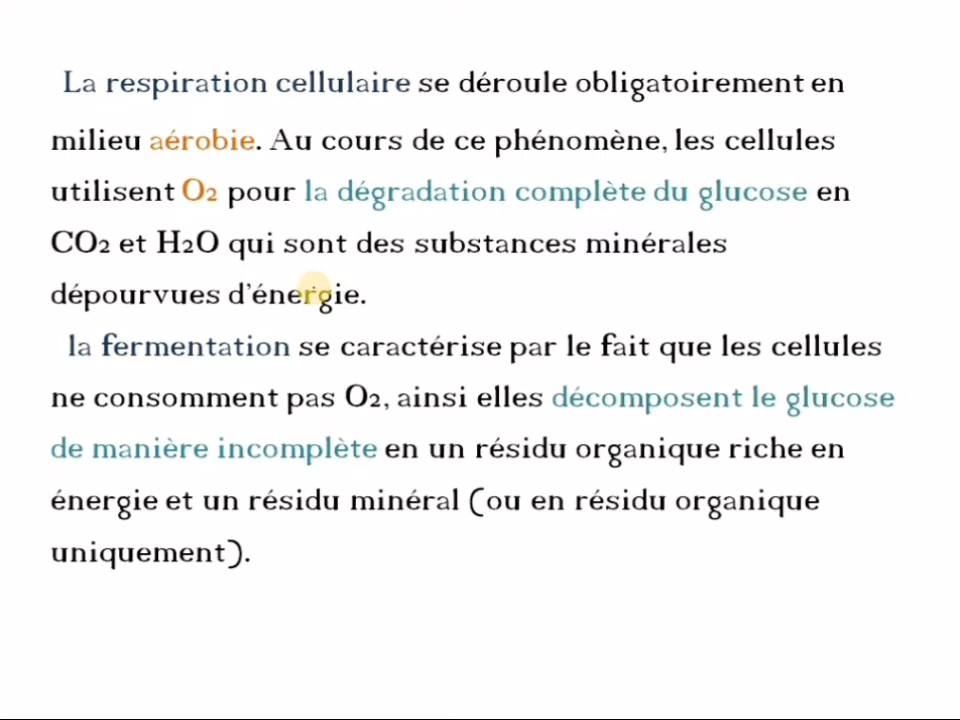 La respiration cellulaire se déroule obligatoirement en
milieu aérobie. Au cours de ce phénomène, les cellules
utilisent O2 pour la dégradation complète du glucose en
CO2 et H2O qui sont des substances minérales
dépourvues d'énergie.
la fermentation se caractérise par le fait que les cellules
ne consomment pas O2, ainsi elles décomposent le glucose
de manière incomplète en un résidu organique riche en
énergie et un résidu minéral (ou en résidu organique
uniquement).